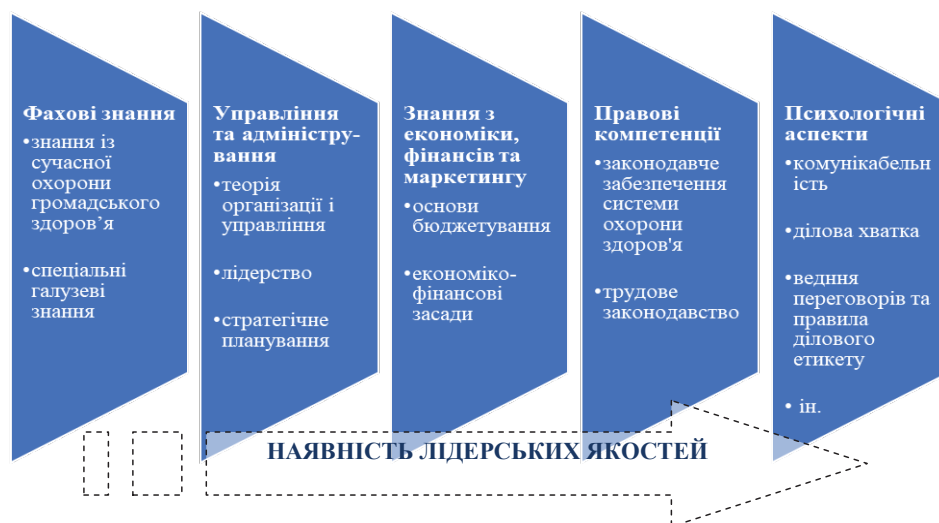 Фахові знання
•знання із
сучасної
охорони
громадського
здоров’я
•спеціальні
галузеві
знання
Управління
та адміністру-
вання
•теорія
організації і
управління
•лідерство
•стратегічне
планування
Знання з
економіки,
фінансів та
маркетингу
•основи
бюджетування
•економіко-
фінансові
засади
Правові
компетенції
•законодавче
забезпечення
системи
охорони
здоров'я
•трудове
законодавство
Психологічні
аспекти
•комунікабельн
ість
•ділова хватка
•ведння
переговорів та
правила
ділового
етикету
• ін.
НАЯВНІСТЬ ЛІДЕРСЬКИХ ЯКОСТЕЙ